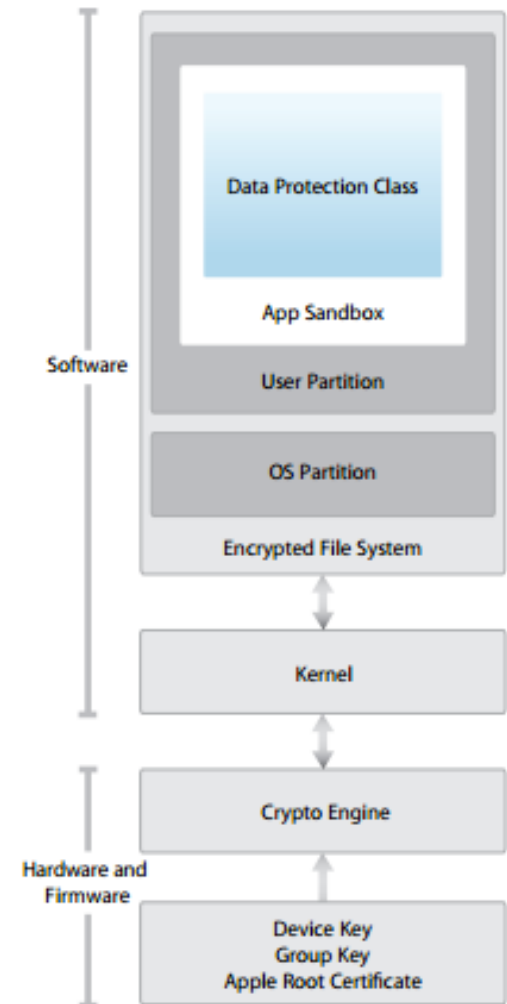 Data Protection Class
App Sandbox
Software
User Partition
OS Partition
Encrypted File System
Kernel
Crypto Engine
Hardware and
Firmware
Device Key
Group Key
Apple Root Certificate